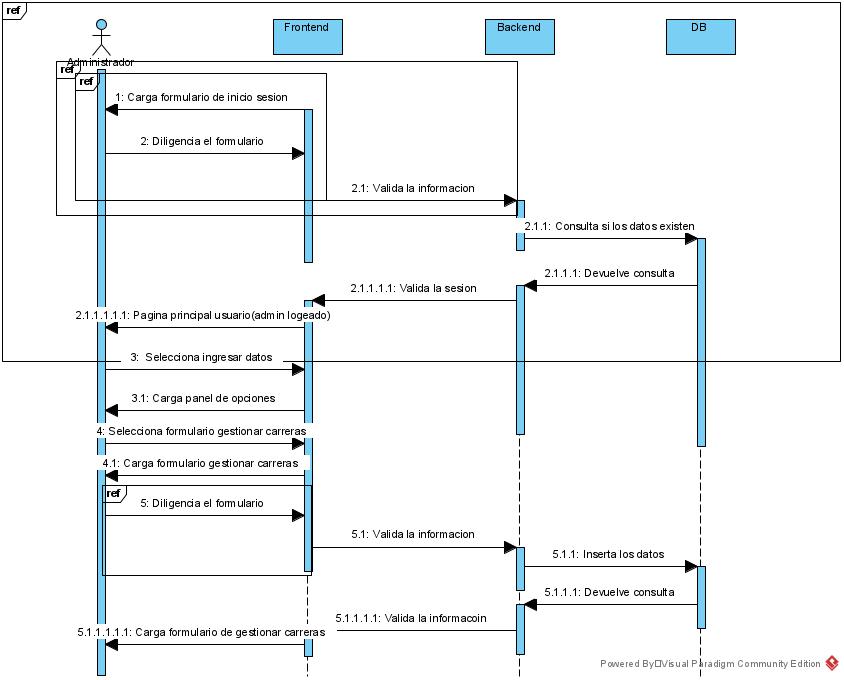 ref
Frontend
Backend
DB
Administrador
ref
ref
1: Carga formulario de inicio sesion
2: Diligencia el formulario
2.1: Valida la informacion
2.1.1: Consulta si los datos existen
2.1.1.1: Devuelve consulta
2.1.1.1.1: Valida la sesion
2.1.1.1.1.1: Pagina principal usuario(admin logeado)
3: Selecciona ingresar datos
3.1: Carga panel de opciones
4: Selecciona formulario gestionar carreras
4.1: Carga formulario gestionar carreras
ref
5: Diligencia el formulario
5.1: Valida la informacion
5.1.1: Inserta los datos
5.1.1.1: Devuelve consulta
5.1.1.1.1: Valida la informacoin
5.1.1.1.1.1: Carga formulario de gestionar carreras
Powered By Visual Paradigm Community Edition